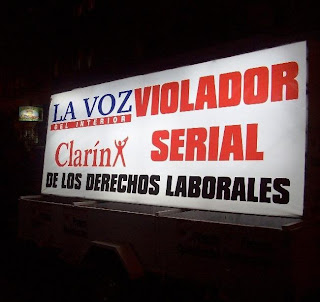 LA VOZ
DEL INTERIOR
VIOLADOR
Clarín
SERIAL
DE LOS DERECHOS LABORALES